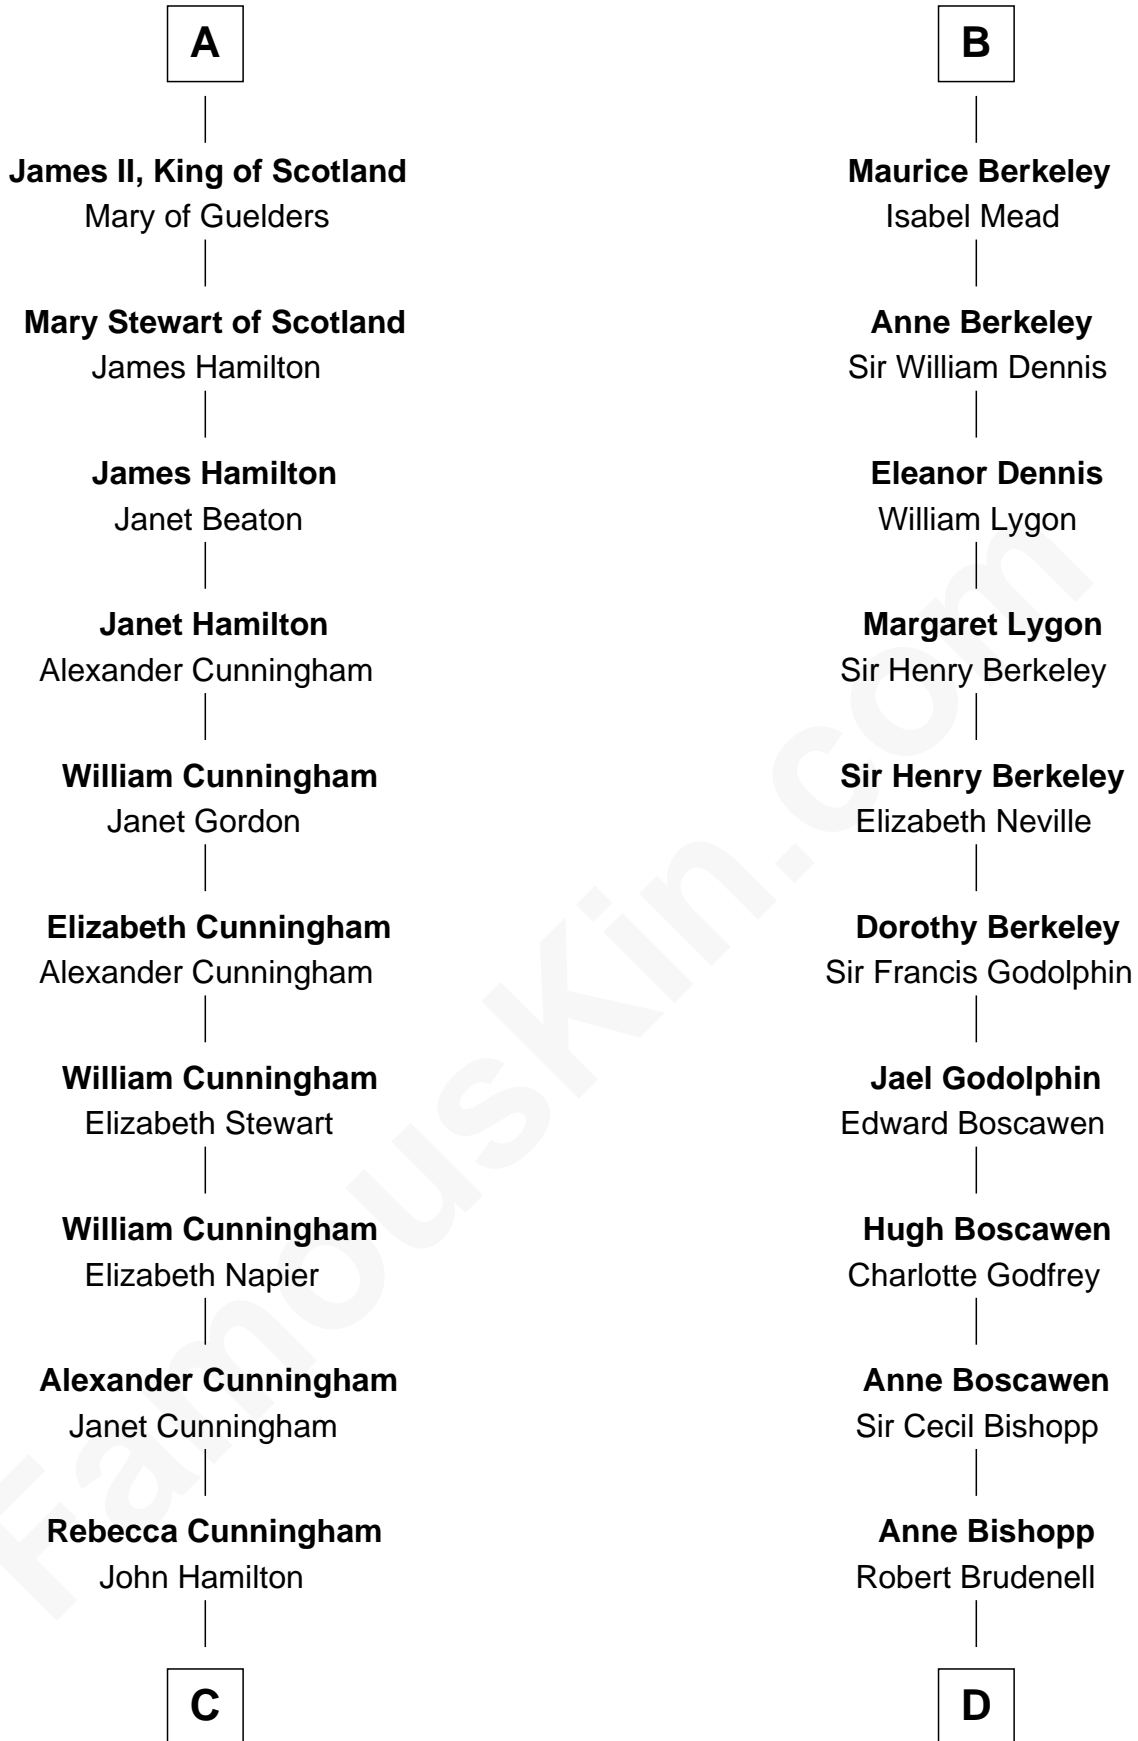 A
James II, King of Scotland
Mary of Guelders
Mary Stewart of Scotland
James Hamilton
James Hamilton
Janet Beaton
Janet Hamilton
Alexander Cunningham
William Cunningham
Janet Gordon
Elizabeth Cunningham
Alexander Cunningham
William Cunningham
Elizabeth Stewart
William Cunningham
Elizabeth Napier
Alexander Cunningham
Janet Cunningham
Rebecca Cunningham
John Hamilton
C
B
Maurice Berkeley
Isabel Mead
Anne Berkeley
Sir William Dennis
Eleanor Dennis
William Lygon
Margaret Lygon
Sir Henry Berkeley
Sir Henry Berkeley
Elizabeth Neville
Dorothy Berkeley
Sir Francis Godolphin
Jael Godolphin
Edward Boscawen
Hugh Boscawen
Charlotte Godfrey
Anne Boscawen
Sir Cecil Bishopp
Anne Bishopp
Robert Brudenell
D
FamousKin.com